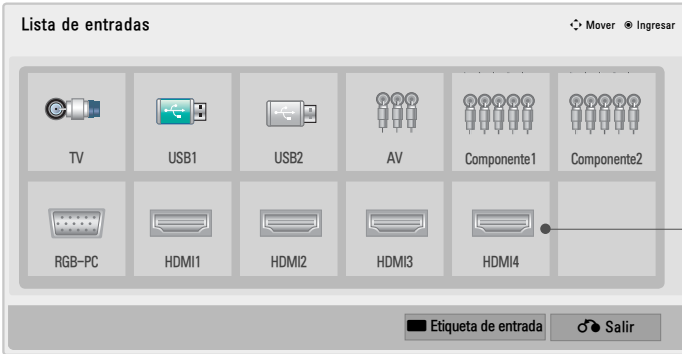 Lista de entradas
Mover Ingresar
TV USB1 USB2 AV Componente1 Componente2
RGB-PC HDMI1 HDMI2 HDMI3 HDMI4
Etiqueta de entrada Salir